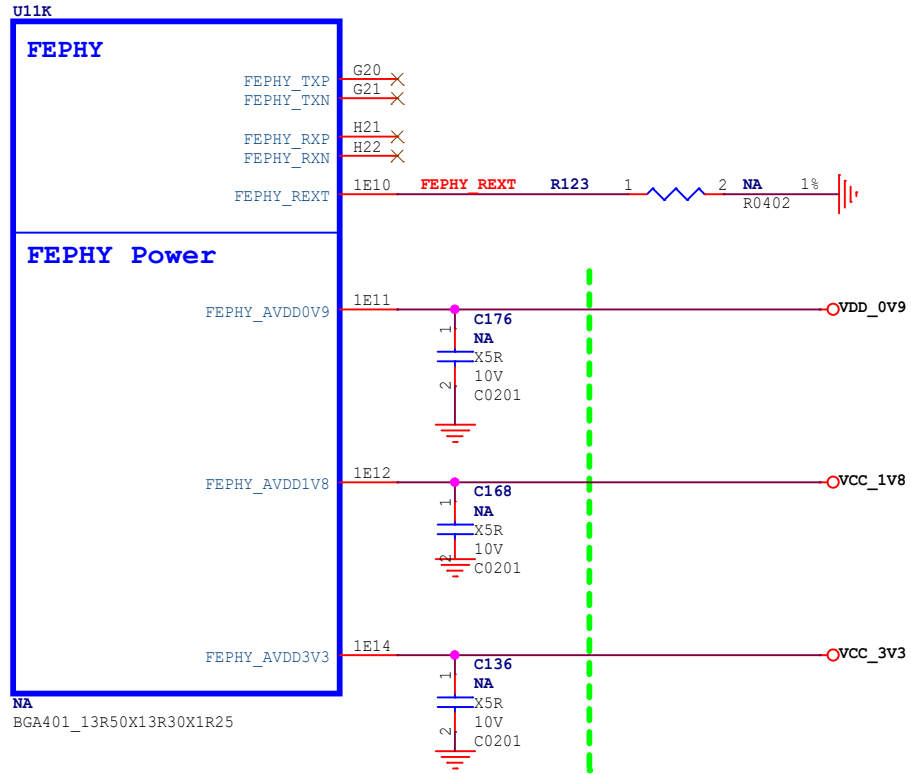 U11K
FEPHY
FEPHY_TXP G20
FEPHY_TXN G21
FEPHY_RXP H21
FEPHY_RXN H22
FEPHY_REXT 1E10 FEPHY_REXT R123 1 2 NA 1%
R0402
FEPHY Power
FEPHY_AVDD0V9 1E11 VDD_0V9
C176
1 NA
X5R
10V
2 C0201
FEPHY_AVDD1V8 1E12 VCC_1V8
C168
1 NA
X5R
10V
2 C0201
FEPHY_AVDD3V3 1E14 VCC_3V3
C136
1 NA
X5R
10V
2 C0201
NA
BGA401_13R50X13R30X1R25